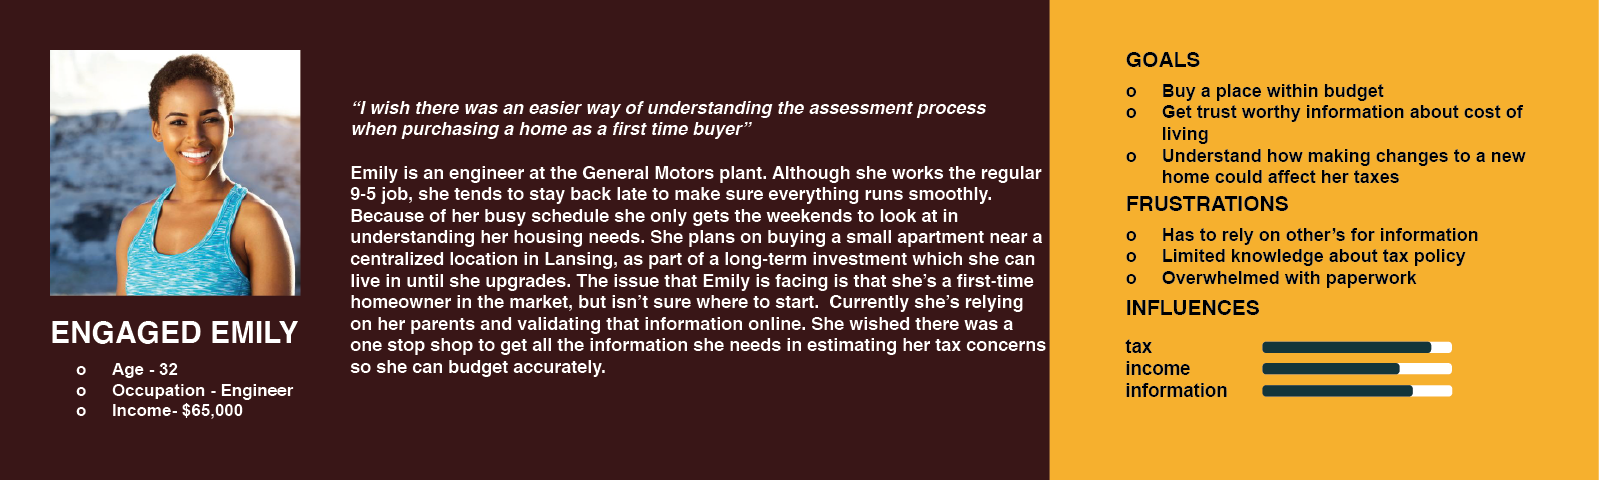 “I wish there was an easier way of understanding the assessment process
when purchasing a home as a first time buyer”
Emily is an engineer at the General Motors plant. Although she works the regular
9-5 job, she tends to stay back late to make sure everything runs smoothly.
Because of her busy schedule she only gets the weekends to look at in
understanding her housing needs. She plans on buying a small apartment near a
centralized location in Lansing, as part of a long-term investment which she can
live in until she upgrades. The issue that Emily is facing is that she’s a first-time
homeowner in the market, but isn’t sure where to start.  Currently she’s relying
on her parents and validating that information online. She wished there was a
one stop shop to get all the information she needs in estimating her tax concerns
so she can budget accurately.
ENGAGED EMILY
o Age - 32
o Occupation - Engineer
o Income- $65,000
GOALS
o Buy a place within budget
o Get trust worthy information about cost of
living
o Understand how making changes to a new
home could affect her taxes
FRUSTRATIONS
o Has to rely on other’s for information
o Limited knowledge about tax policy
o Overwhelmed with paperwork
INFLUENCES
tax
income
information